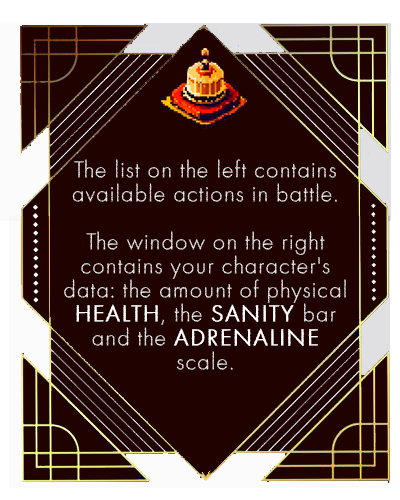 The list on the left contains
available actions in battle.
The window on the right
contains your character's
data: the amount of physical
HEALTH, the SANITY bar
and the ADRENALINE
scale.